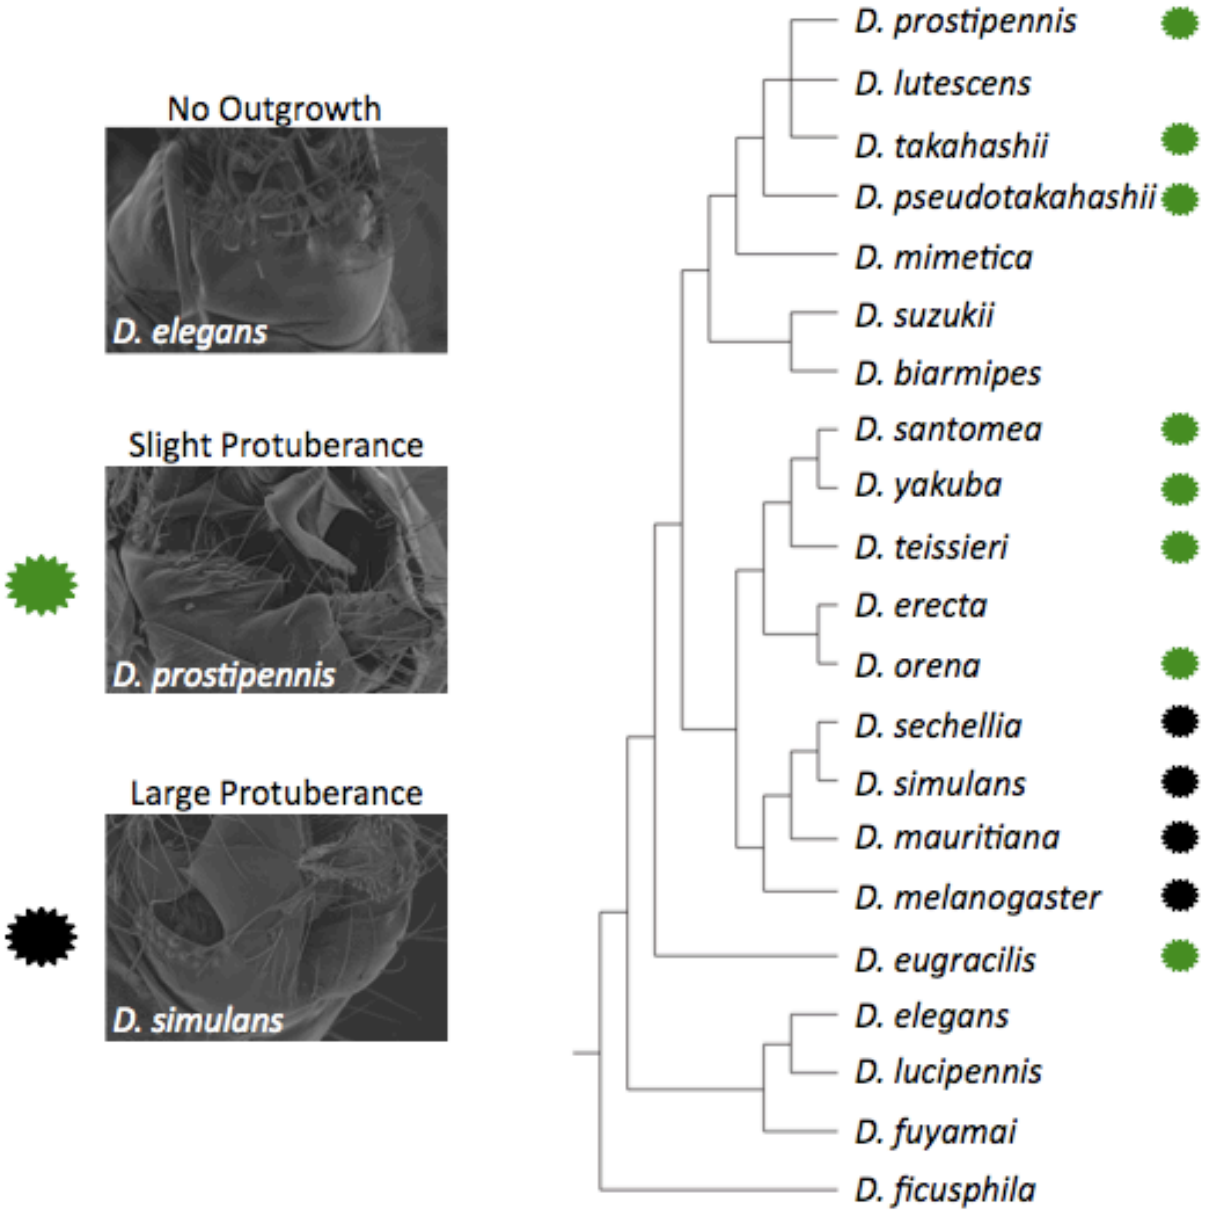 No Outgrowth
D. elegans
Slight Protuberance
D. prostipennis
Large Protuberance
D. simulans
D. prostipennis
D. lutescens
D. takahashii
D. pseudotakahashii
D. mimetica
D. suzukii
D. biarmipes
D. santomea
D. yakuba
D. teissieri
D. erecta
D. orena
D. sechellia
D. simulans
D. mauritiana
D. melanogaster
D. eugracilis
D. elegans
D. lucipennis
D. fuyamai
D. ficusphila